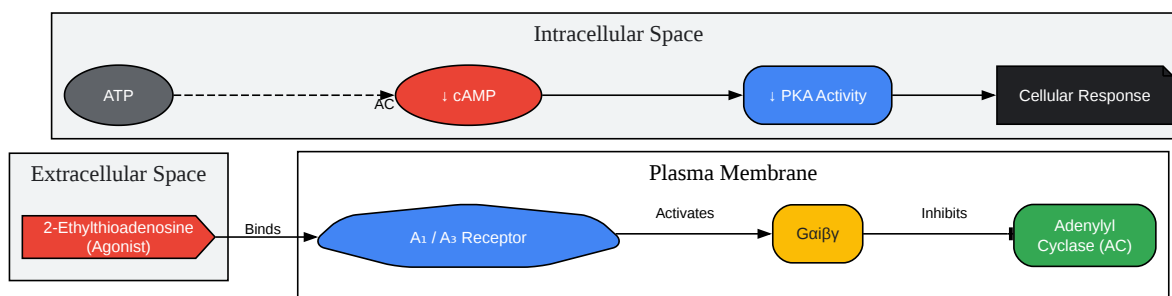 Intracellular Space
ATP
AC
↓ cAMP
↓ PKA Activity
Cellular Response
Extracellular Space
2-Ethylthioadenosine
(Agonist)
Binds
Plasma Membrane
A₁ / A₃ Receptor
Activates
Gαiβγ
Inhibits
Adenylyl
Cyclase (AC)